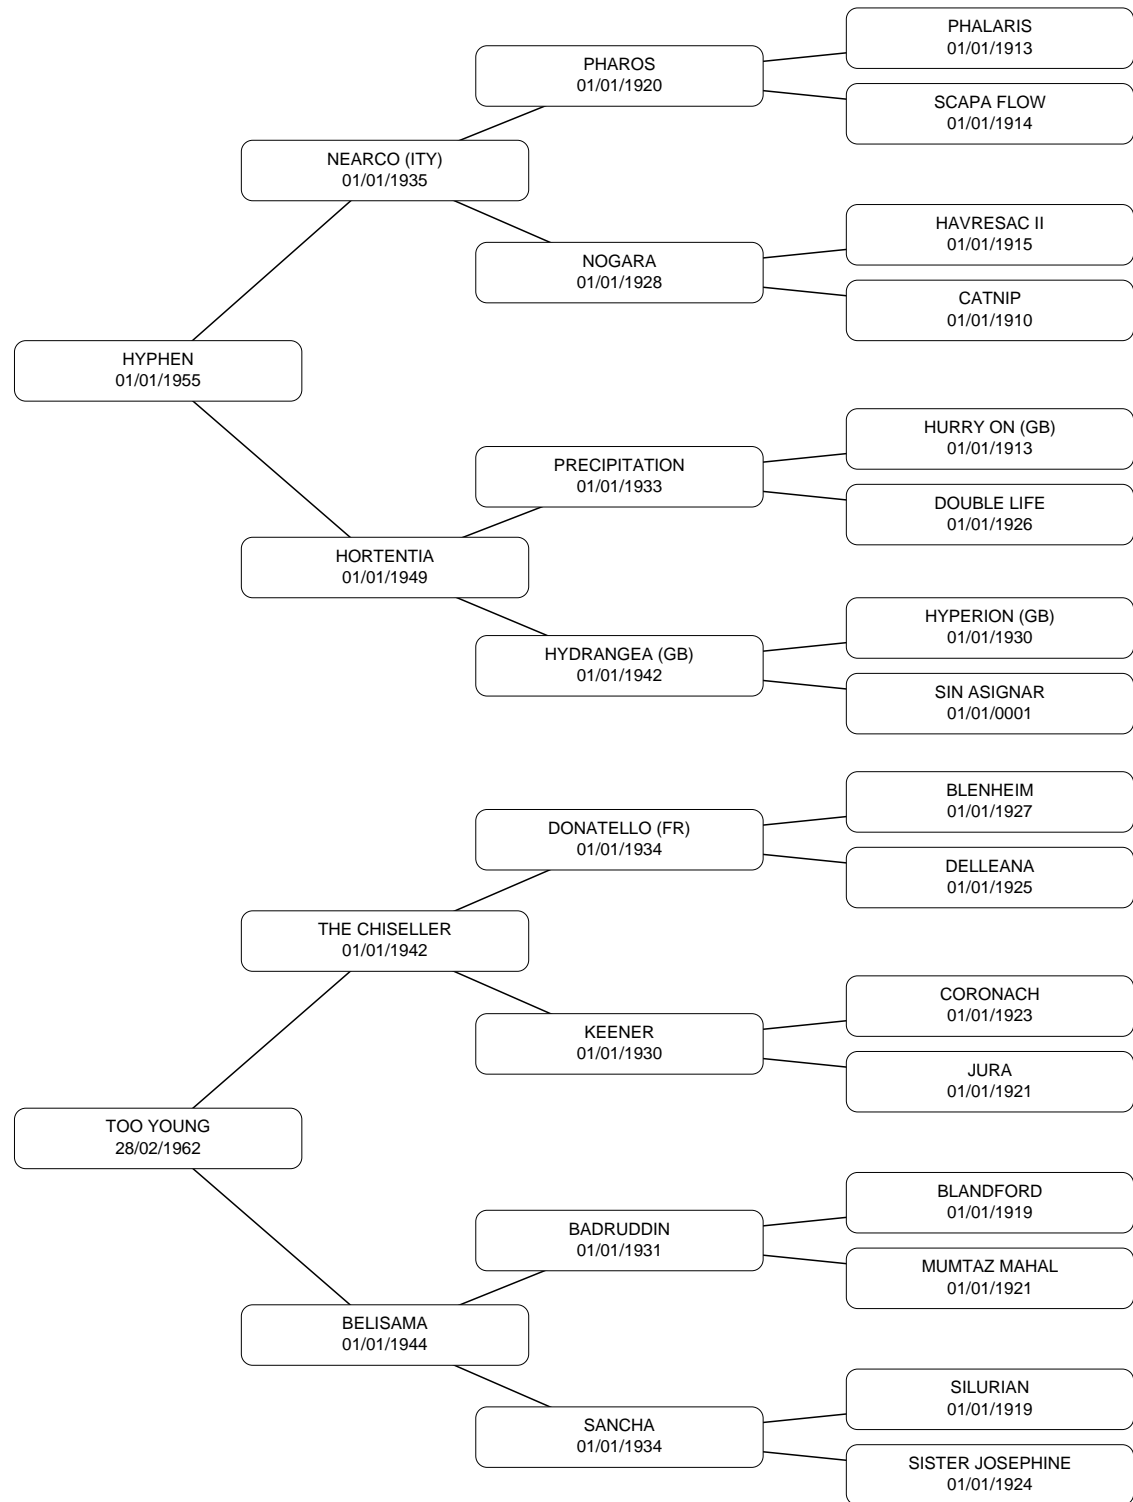 PHALARIS
01/01/1913
PHAROS
01/01/1920
SCAPA FLOW
01/01/1914
NEARCO (ITY)
01/01/1935
HAVRESAC II
01/01/1915
NOGARA
01/01/1928
CATNIP
01/01/1910
HYPHEN
01/01/1955
HURRY ON (GB)
01/01/1913
PRECIPITATION
01/01/1933
DOUBLE LIFE
01/01/1926
HORTENTIA
01/01/1949
HYPERION (GB)
01/01/1930
HYDRANGEA (GB)
01/01/1942
SIN ASIGNAR
01/01/0001
BLENHEIM
01/01/1927
DONATELLO (FR)
01/01/1934
DELLEANA
01/01/1925
THE CHISELLER
01/01/1942
CORONACH
01/01/1923
KEENER
01/01/1930
JURA
01/01/1921
TOO YOUNG
28/02/1962
BLANDFORD
01/01/1919
BADRUDDIN
01/01/1931
MUMTAZ MAHAL
01/01/1921
BELISAMA
01/01/1944
SILURIAN
01/01/1919
SANCHA
01/01/1934
SISTER JOSEPHINE
01/01/1924